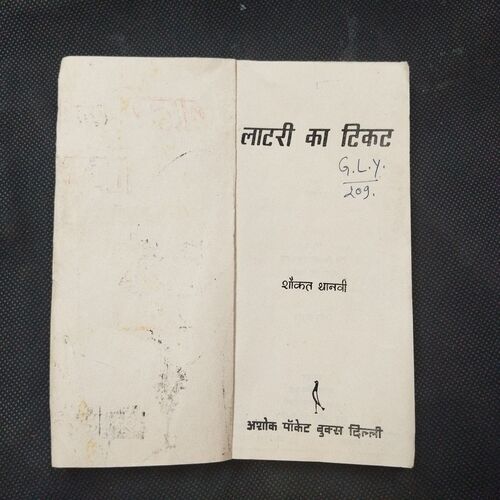 लाटरी का टिकट
G.L.Y.
209.
शौकत थानवी
अशोक पॉकेट बुक्स दिल्ली